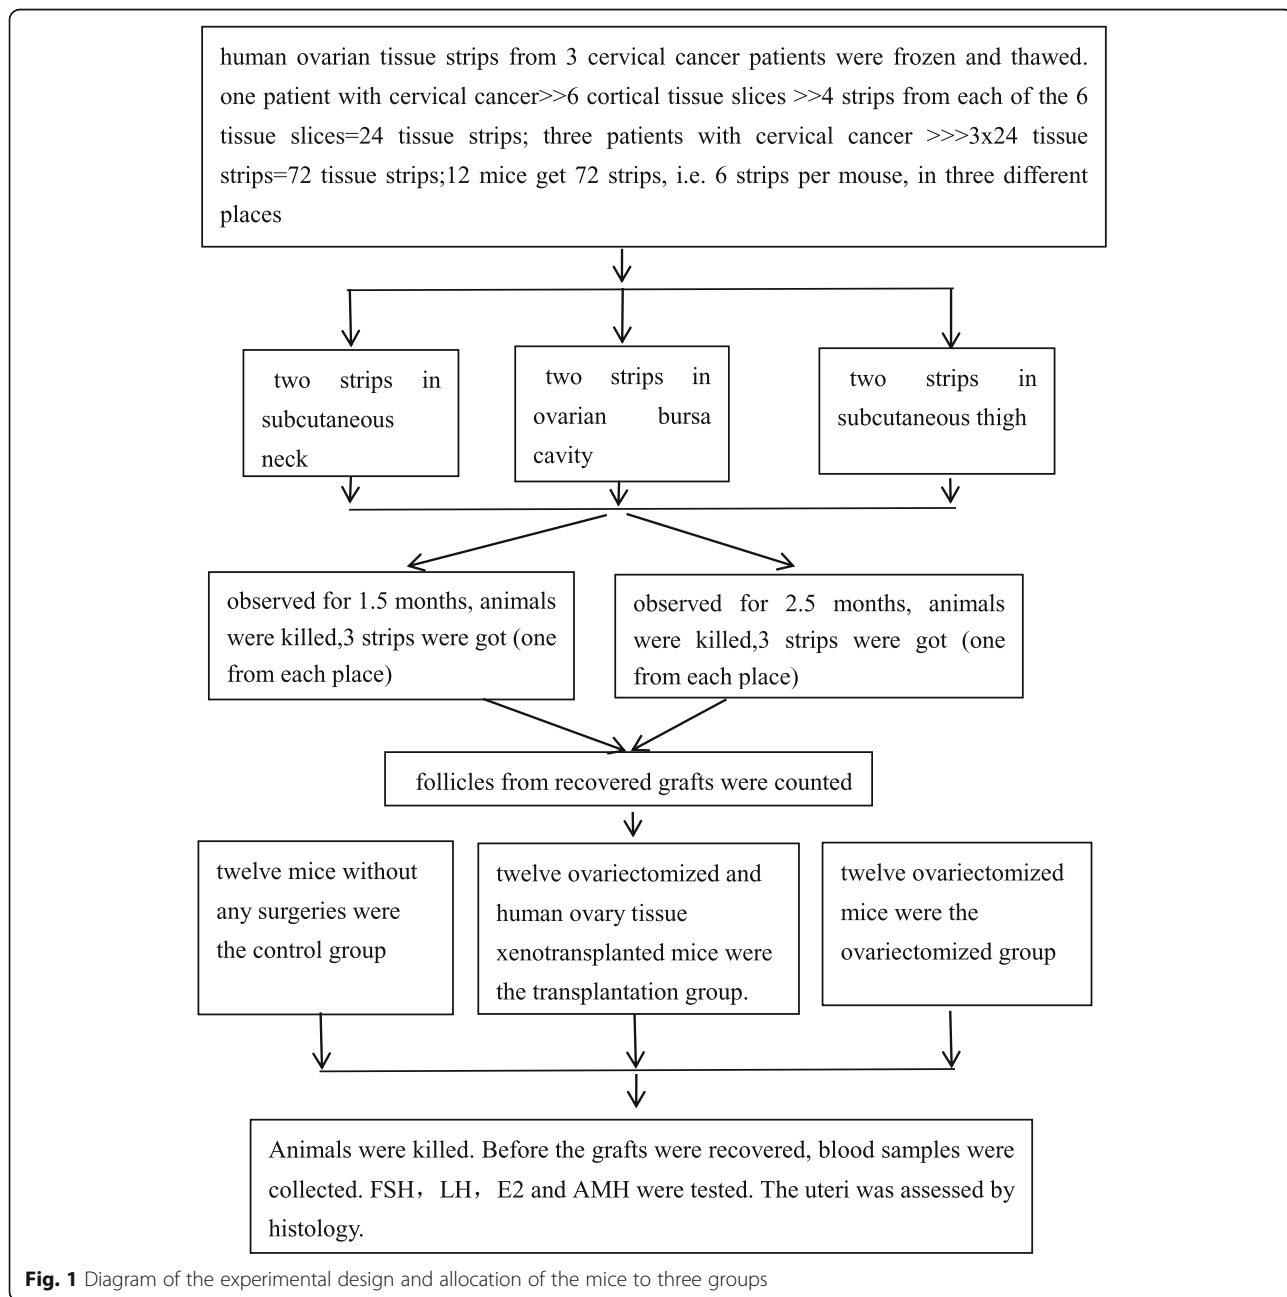 human ovarian tissue strips from 3 cervical cancer patients were frozen and thawed.
one patient with cervical cancer>>6 cortical tissue slices >>4 strips from each of the 6
tissue slices=24 tissue strips; three patients with cervical cancer >>>3x24 tissue
strips=72 tissue strips;12 mice get 72 strips, i.e. 6 strips per mouse, in three different
places
two strips in
subcutaneous
neck
two strips in
ovarian bursa
cavity
two strips in
subcutaneous thigh
observed for 1.5 months, animals
were killed,3 strips were got (one
from each place)
observed for 2.5 months, animals
were killed,3 strips were got (one
from each place)
follicles from recovered grafts were counted
twelve mice without
any surgeries were
the control group
twelve ovariectomized and
human ovary tissue
xenotransplanted mice were
the transplantation group.
twelve ovariectomized
mice were the
ovariectomized group
Animals were killed. Before the grafts were recovered, blood samples were
collected. FSH，LH，E2 and AMH were tested. The uteri was assessed by
histology.
Fig. 1 Diagram of the experimental design and allocation of the mice to three groups